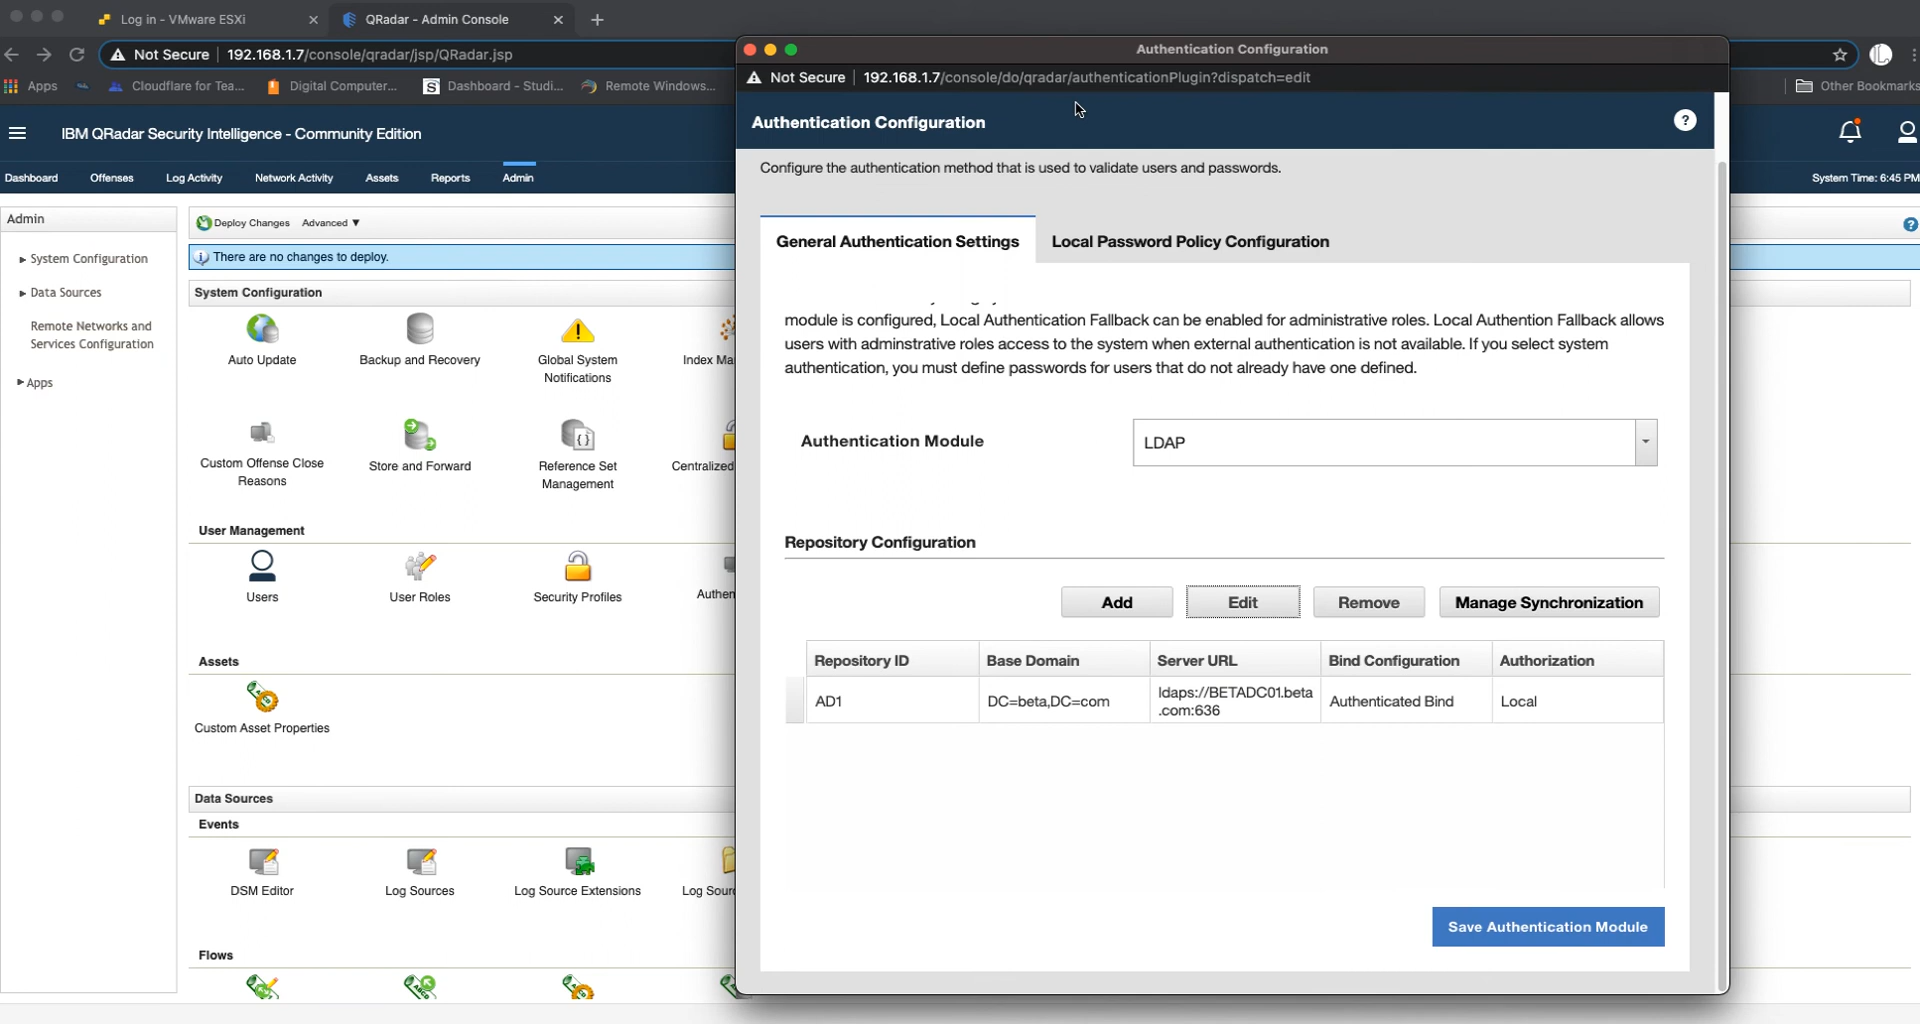 Log in - VMware ESXi
QRadar - Admin Console
Not Secure
192.168.1.7/console/qradar/jsp/QRadar.jsp
Apps
Cloudflare for Tea...
Digital Computer...
S
Dashboard - Studi...
Remote Windows...
Other Bookmarks
IBM QRadar Security Intelligence - Community Edition
Dashboard
Offenses
Log Activity
Network Activity
Assets
Reports
Admin
System Time: 6:45 PM
Admin
System Configuration
Data Sources
Remote Networks and
Services Configuration
Apps
Deploy Changes
Advanced ▼
There are no changes to deploy.
System Configuration
Auto Update
Backup and Recovery
Global System
Notifications
Index Ma
Custom Offense Close
Reasons
Store and Forward
Reference Set
Management
Centralized
User Management
Users
User Roles
Security Profiles
Authen
Assets
Custom Asset Properties
Data Sources
Events
DSM Editor
Log Sources
Log Source Extensions
Log Sour
Flows
Authentication Configuration
Not Secure
192.168.1.7/console/do/qradar/authenticationPlugin?dispatch=edit
Authentication Configuration
?
Configure the authentication method that is used to validate users and passwords.
General Authentication Settings
Local Password Policy Configuration
module is configured, Local Authentication Fallback can be enabled for administrative roles. Local Authention Fallback allows
users with adminstrative roles access to the system when external authentication is not available. If you select system
authentication, you must define passwords for users that do not already have one defined.
Authentication Module
LDAP
Repository Configuration
Add
Edit
Remove
Manage Synchronization
Repository ID
Base Domain
Server URL
Bind Configuration
Authorization
AD1
DC=beta,DC=com
ldaps://BETADC01.beta
.com:636
Authenticated Bind
Local
Save Authentication Module